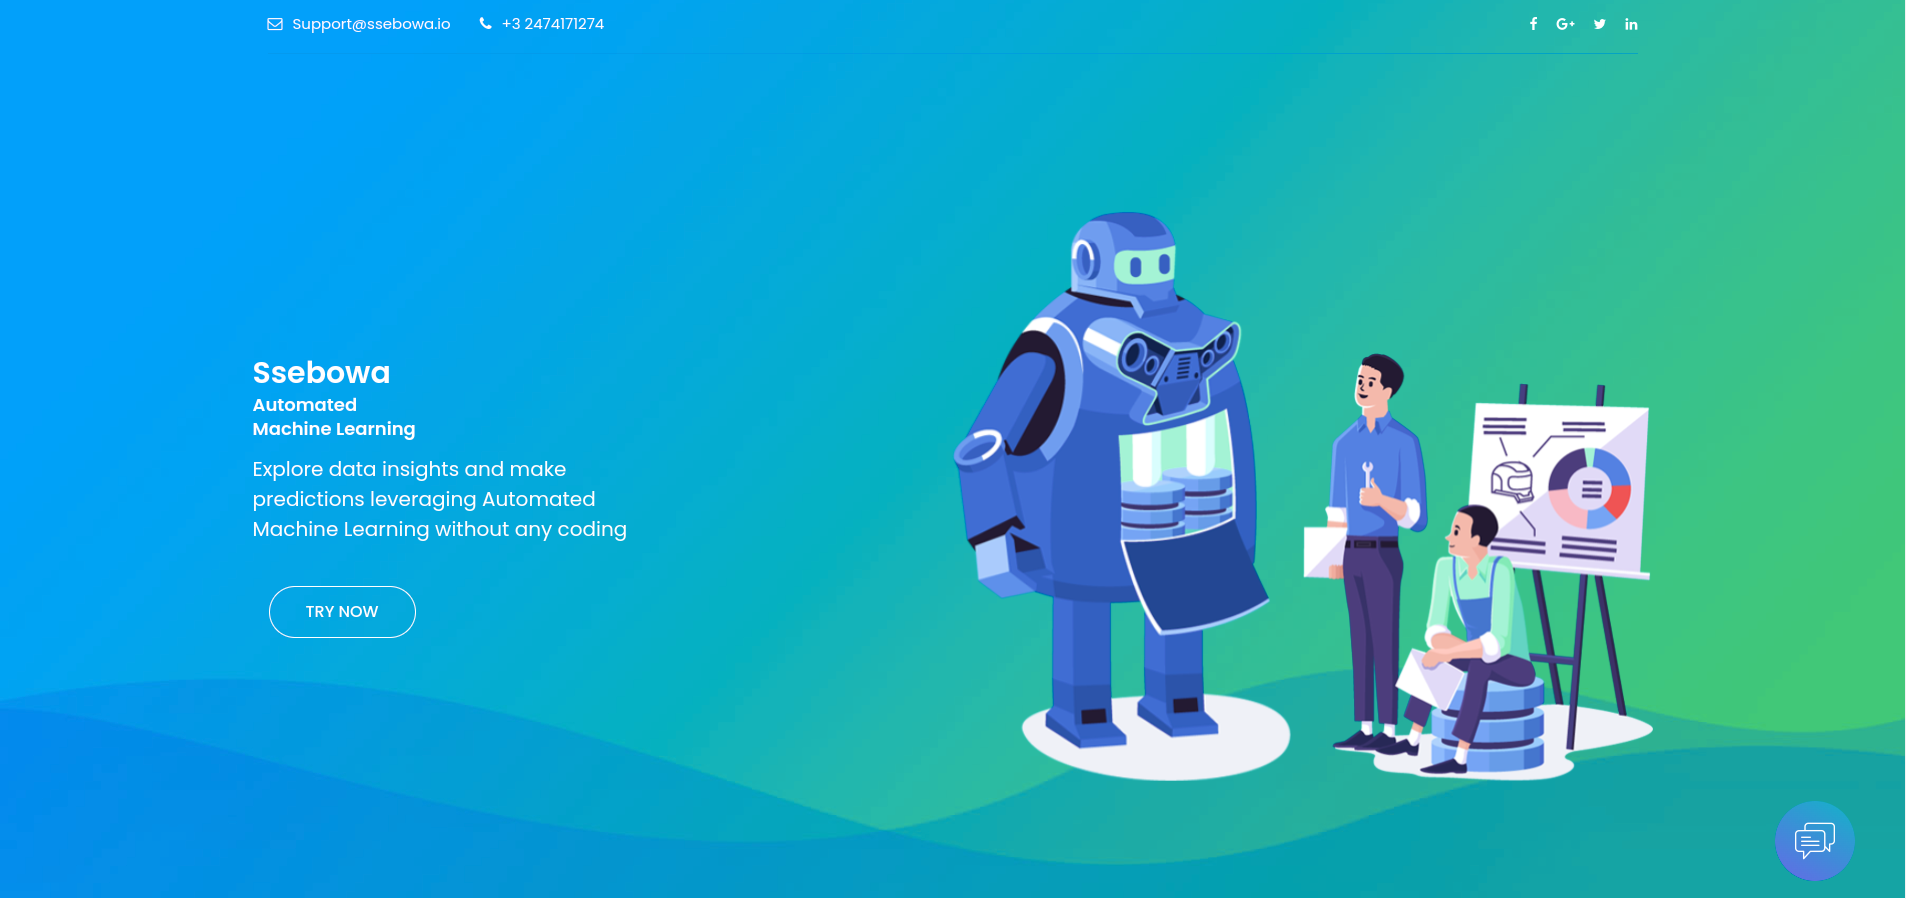 Support@ssebowa.io +3 2474171274
Ssebowa
Automated
Machine Learning
Explore data insights and make
predictions leveraging Automated
Machine Learning without any coding
TRY NOW